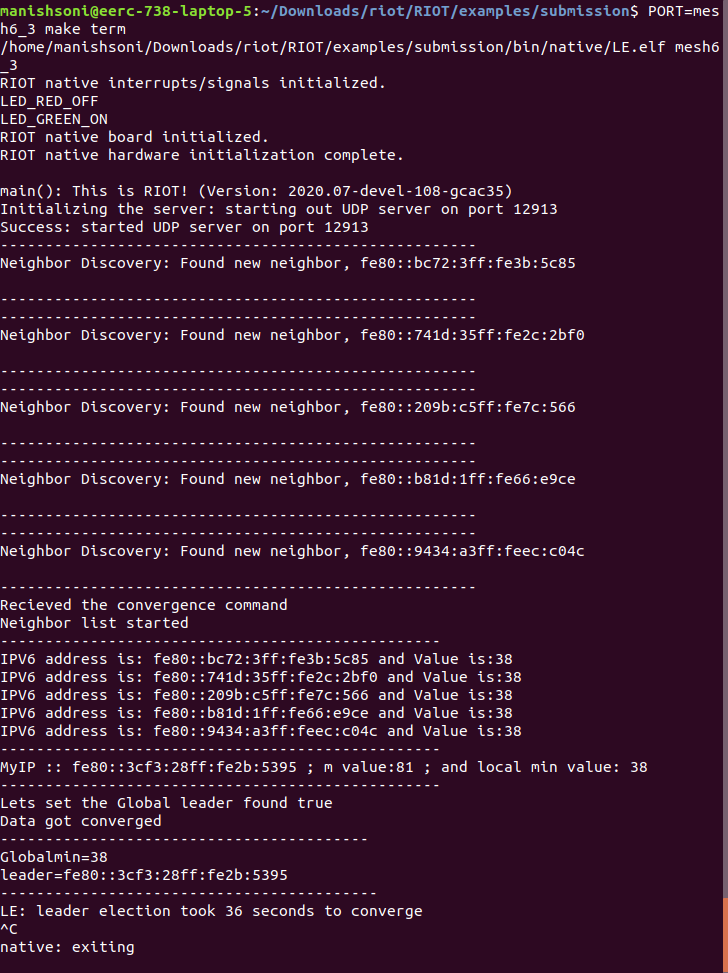 manishsoni@eerc-738-laptop-5:~/Downloads/riot/RIOT/examples/submission$ PORT=mes
h6_3 make term
/home/manishsoni/Downloads/riot/RIOT/examples/submission/bin/native/LE.elf mesh6
_3
RIOT native interrupts/signals initialized.
LED_RED_OFF
LED_GREEN_ON
RIOT native board initialized.
RIOT native hardware initialization complete.

main(): This is RIOT! (Version: 2020.07-devel-108-gcac35)
Initializing the server: starting out UDP server on port 12913
Success: started UDP server on port 12913
-----------------------------------------------------
Neighbor Discovery: Found new neighbor, fe80::bc72:3ff:fe3b:5c85

-----------------------------------------------------
-----------------------------------------------------
Neighbor Discovery: Found new neighbor, fe80::741d:35ff:fe2c:2bf0

-----------------------------------------------------
-----------------------------------------------------
Neighbor Discovery: Found new neighbor, fe80::209b:c5ff:fe7c:566

-----------------------------------------------------
-----------------------------------------------------
Neighbor Discovery: Found new neighbor, fe80::b81d:1ff:fe66:e9ce

-----------------------------------------------------
-----------------------------------------------------
Neighbor Discovery: Found new neighbor, fe80::9434:a3ff:feec:c04c

-----------------------------------------------------
Recieved the convergence command
Neighbor list started
-------------------------------------------------
IPV6 address is: fe80::bc72:3ff:fe3b:5c85 and Value is:38
IPV6 address is: fe80::741d:35ff:fe2c:2bf0 and Value is:38
IPV6 address is: fe80::209b:c5ff:fe7c:566 and Value is:38
IPV6 address is: fe80::b81d:1ff:fe66:e9ce and Value is:38
IPV6 address is: fe80::9434:a3ff:feec:c04c and Value is:38
-------------------------------------------------
MyIP :: fe80::3cf3:28ff:fe2b:5395 ; m value:81 ; and local min value: 38
-------------------------------------------------
Lets set the Global leader found true
Data got converged
-----------------------------------------
Globalmin=38
leader=fe80::3cf3:28ff:fe2b:5395
------------------------------------------
LE: leader election took 36 seconds to converge
^C
native: exiting